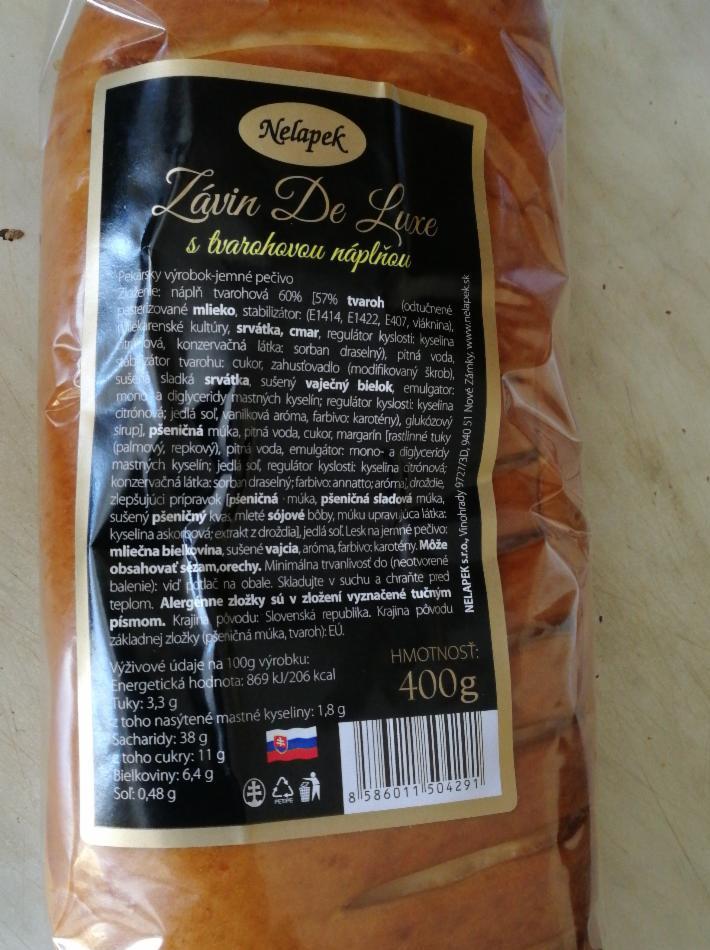 Nelapek
Závin De Luxe
s tvarohovou náplňou
Pekársky výrobok-jemné pečivo
Zloženie: náplň tvarohová 60% [57% tvaroh (odtučnené
pasterizované mlieko, stabilizátor: (E1414, E1422, E407, vláknina),
mliekarenské kultúry, srvátka, cmar, regulátor kyslosti: kyselina
citrónová, konzervačná látka: sorban draselný), pitná voda,
stabilizátor tvarohu: cukor, zahusťovadlo (modifikovaný škrob),
sušená sladká srvátka, sušený vaječný bielok, emulgátor:
mono- a diglyceridy mastných kyselín; regulátor kyslosti: kyselina
citrónová; jedlá soľ, vanilková aróma, farbivo: karotény), glukózový
sirup], pšeničná múka, pitná voda, cukor, margarín [rastlinné tuky
(palmový, repkový), pitná voda, emulgátor: mono- a diglyceridy
mastných kyselín; jedlá soľ, regulátor kyslosti: kyselina citrónová;
konzervačná látka: sorban draselný; farbivo: annatto; aróma], droždie,
zlepšujúci prípravok [pšeničná múka, pšeničná sladová múka,
sušený pšeničný kvas, mleté sójové bôby, múku upravujúca látka:
kyselina askorbová; extrakt z droždia], jedlá soľ. Lesk na jemné pečivo:
mliečna bielkovina, sušené vajcia, aróma, farbivo: karotény. Môže
obsahovať sézam, orechy. Minimálna trvanlivosť do (neotvorené
balenie): viď potlač na obale. Skladujte v suchu a chráňte pred
teplom. Alergénne zložky sú v zložení vyznačené tučným
písmom. Krajina pôvodu: Slovenská republika. Krajina pôvodu
základnej zložky (pšeničná múka, tvaroh): EÚ.
NELAPEK s.r.o., Vinohrady 9727/3D, 940 51 Nové Zámky, www.nelapek.sk
Výživové údaje na 100g výrobku:
Energetická hodnota: 869 kJ/206 kcal
Tuky: 3,3 g
z toho nasýtené mastné kyseliny: 1,8 g
Sacharidy: 38 g
z toho cukry: 11 g
Bielkoviny: 6,4 g
Soľ: 0,48 g
HMOTNOSŤ:
400g
8 586011 504291